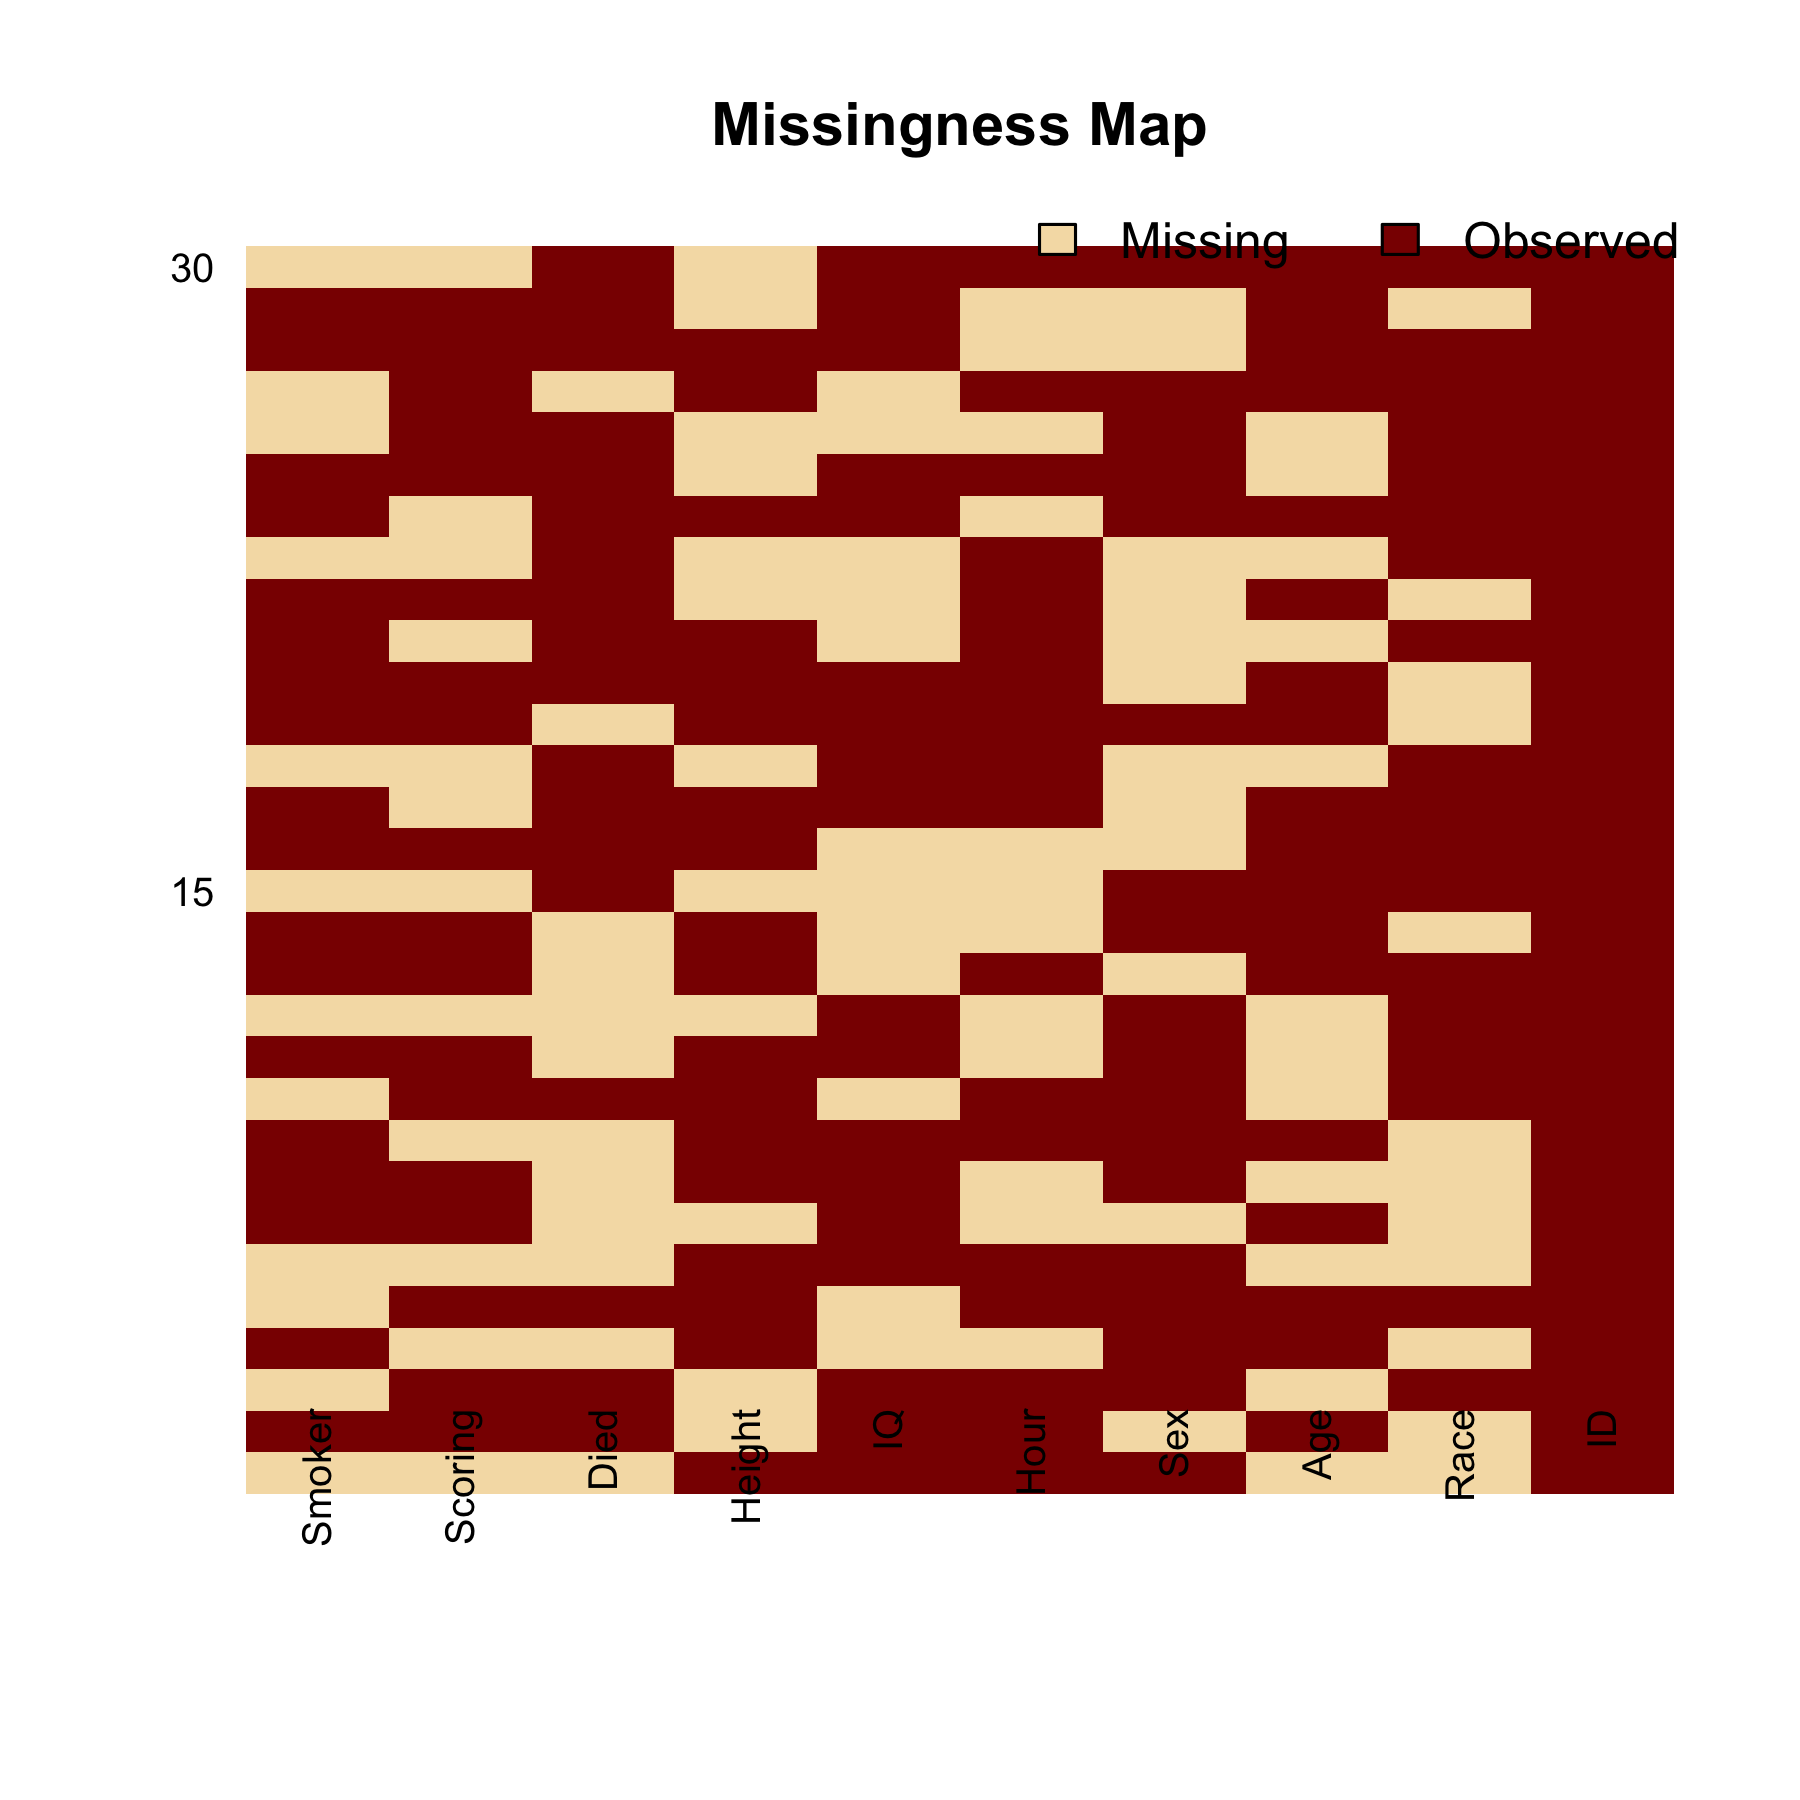 Missingness Map
Missing Observed
30
15
Smoker Scoring Died Height IQ Hour Sex Age Race ID